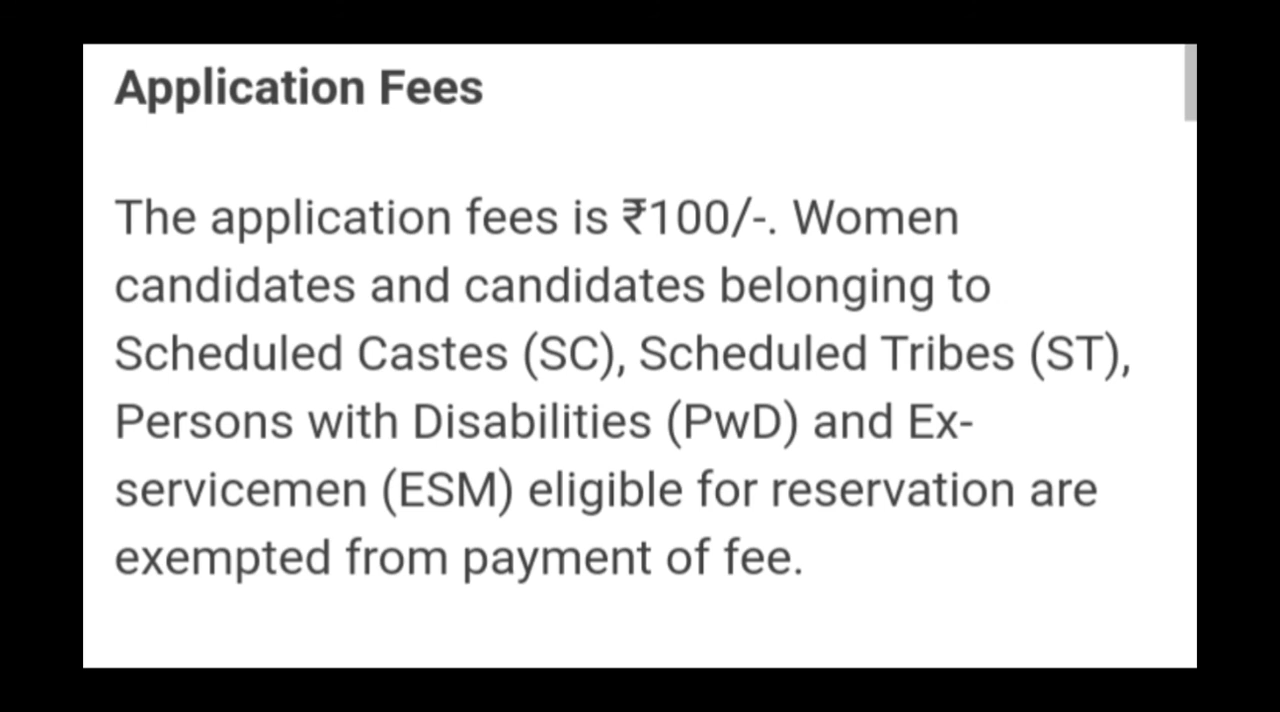 Application Fees
The application fees is ₹100/-. Women
candidates and candidates belonging to
Scheduled Castes (SC), Scheduled Tribes (ST),
Persons with Disabilities (PwD) and Ex-
servicemen (ESM) eligible for reservation are
exempted from payment of fee.